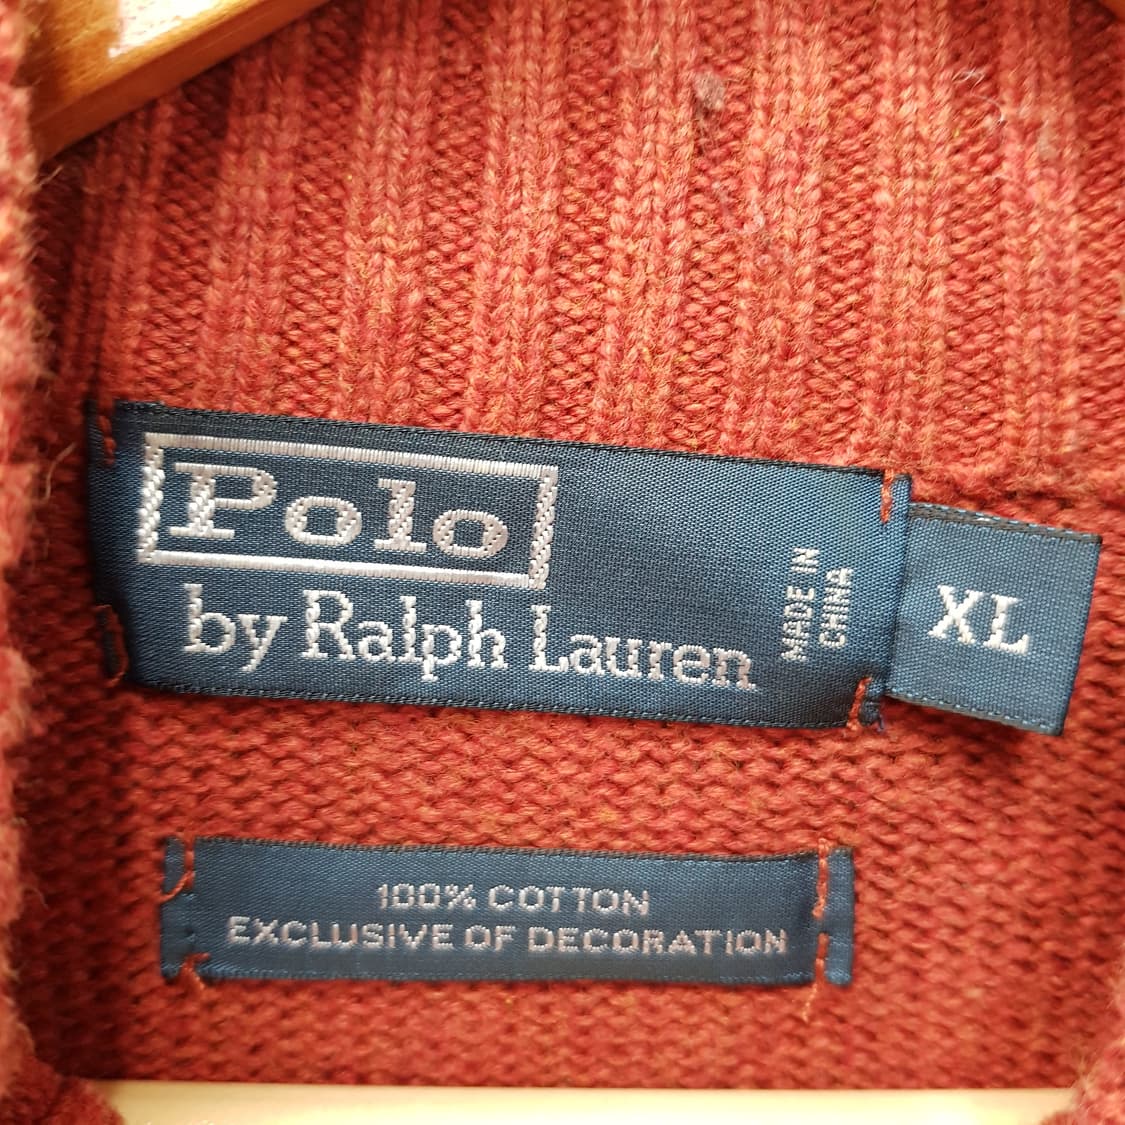 Polo
by Ralph Lauren
MADE IN
CHINA
XL
100% COTTON
EXCLUSIVE OF DECORATION